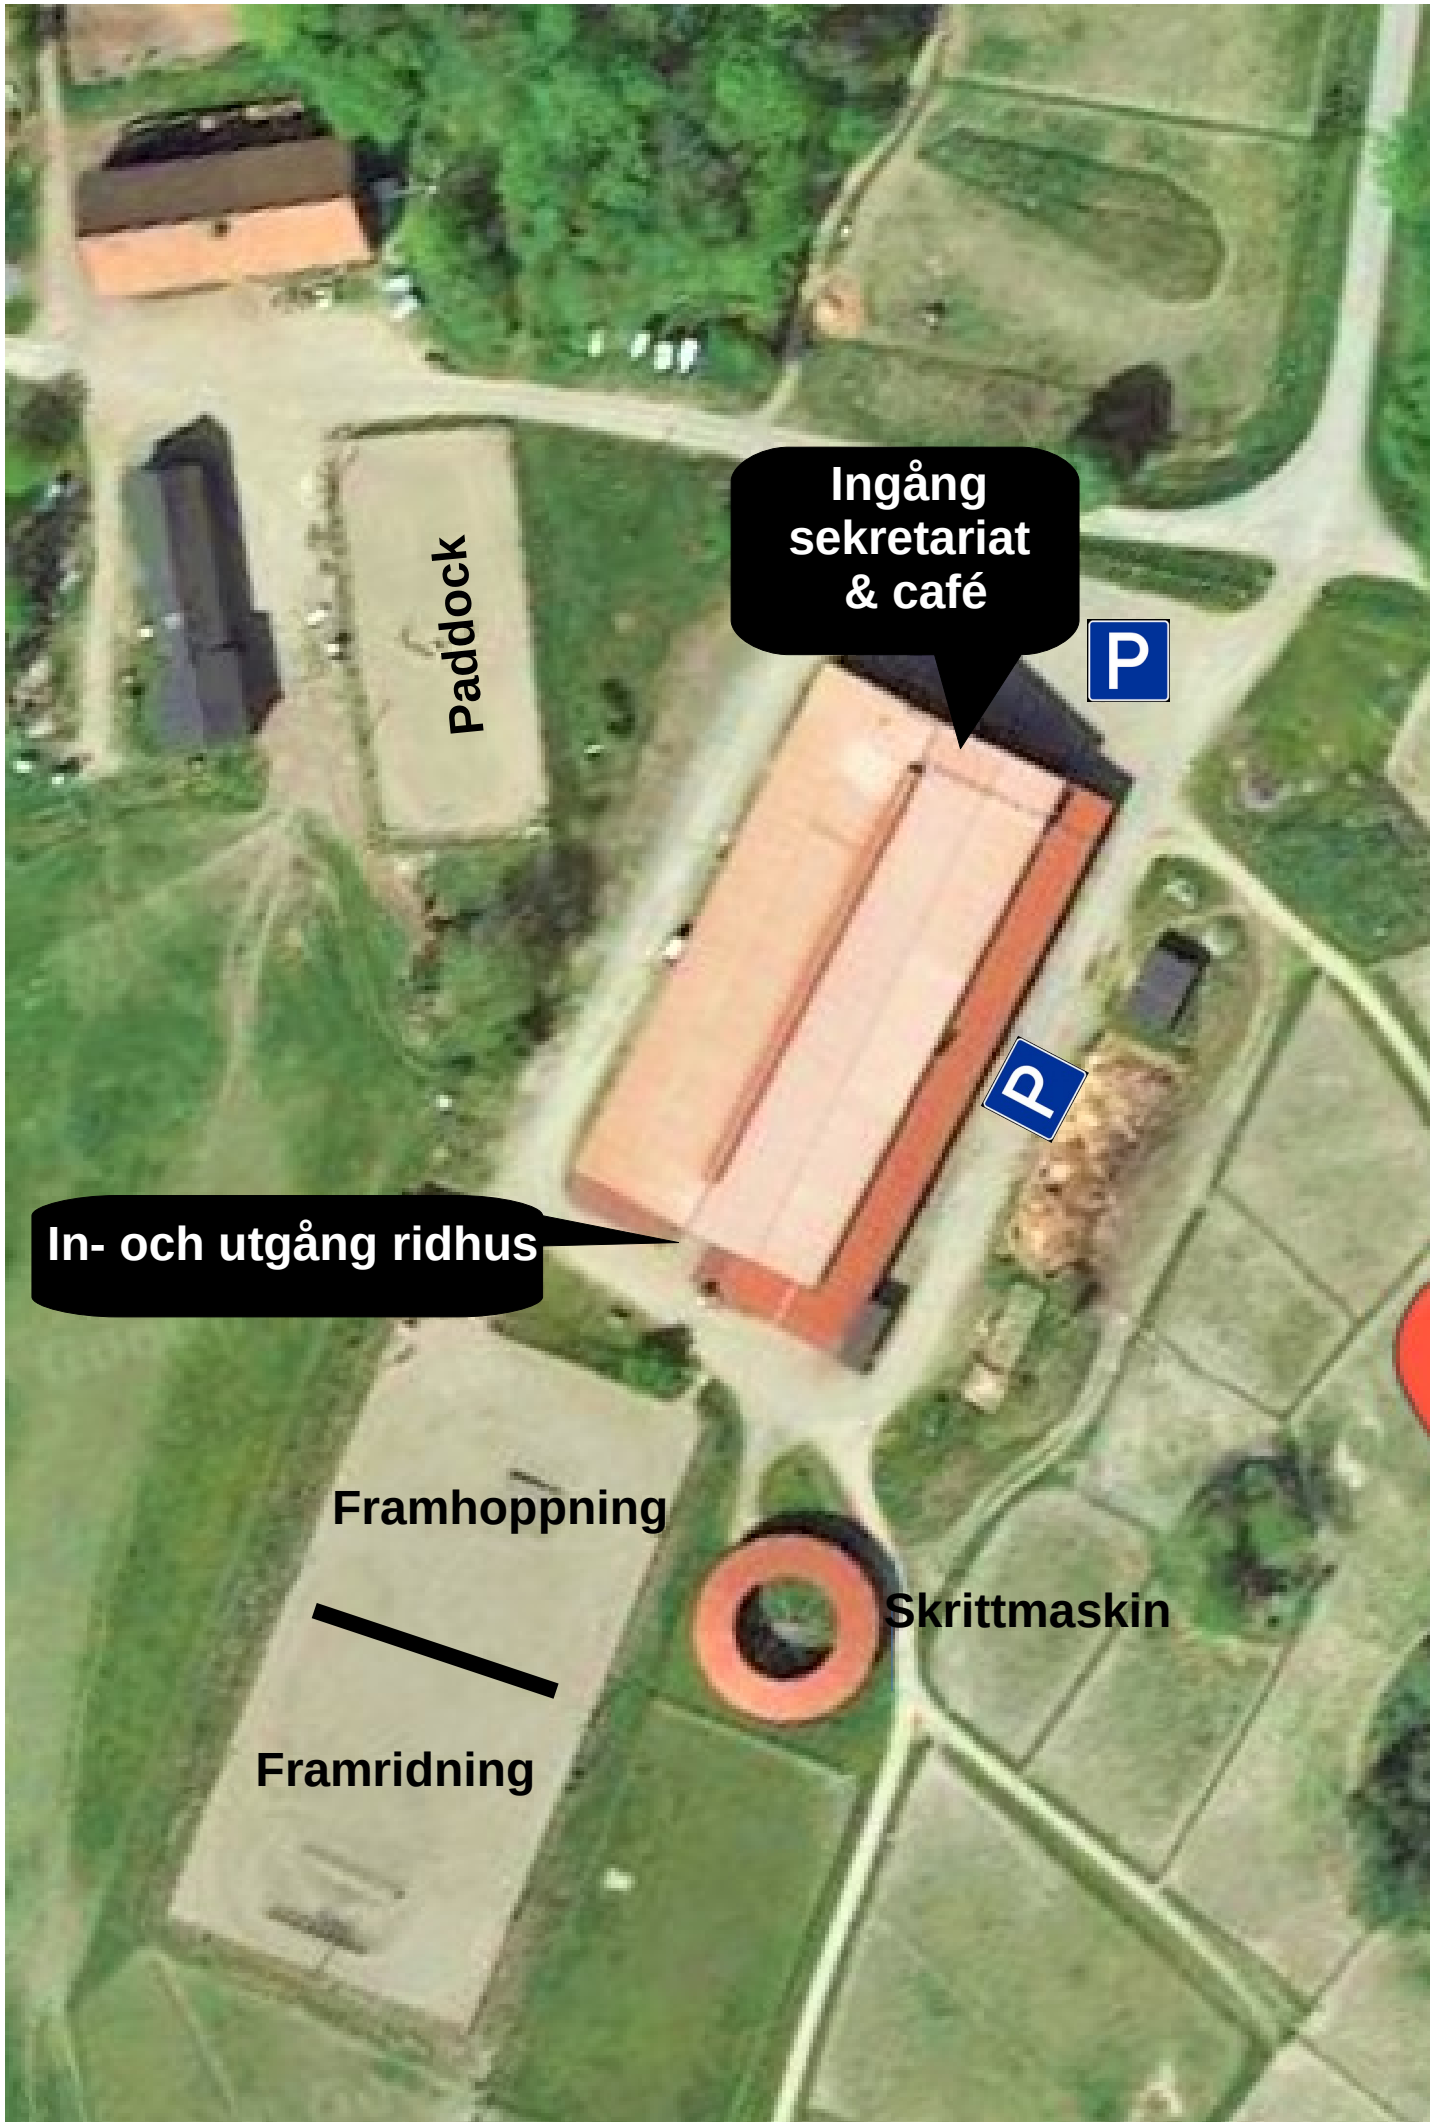 Ingång
sekretariat
& café
P
Paddock
P
In- och utgång ridhus
Framhoppning
Skrittmaskin
Framridning